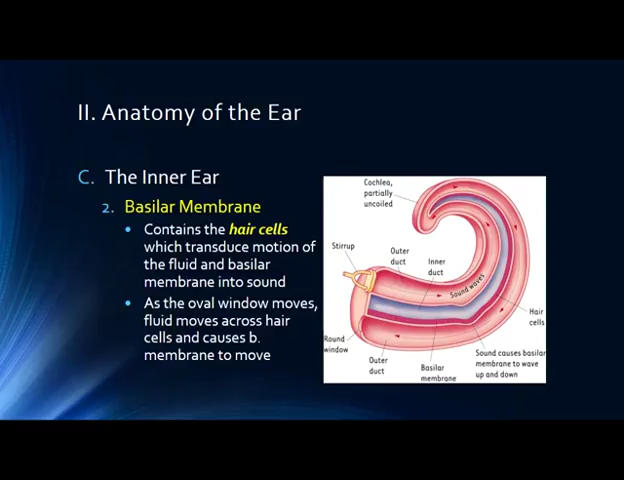 II. Anatomy of the Ear
C. The Inner Ear
2. Basilar Membrane
• Contains the hair cells
which transduce motion of
the fluid and basilar
membrane into sound
• As the oval window moves,
fluid moves across hair
cells and causes b.
membrane to move
Cochlea,
partially
uncoiled
Stirrup
Outer
duct
Inner
duct
Sound waves
Hair
cells
Round
window
Outer
duct
Basilar
membrane
Sound causes basilar
membrane to wave
up and down